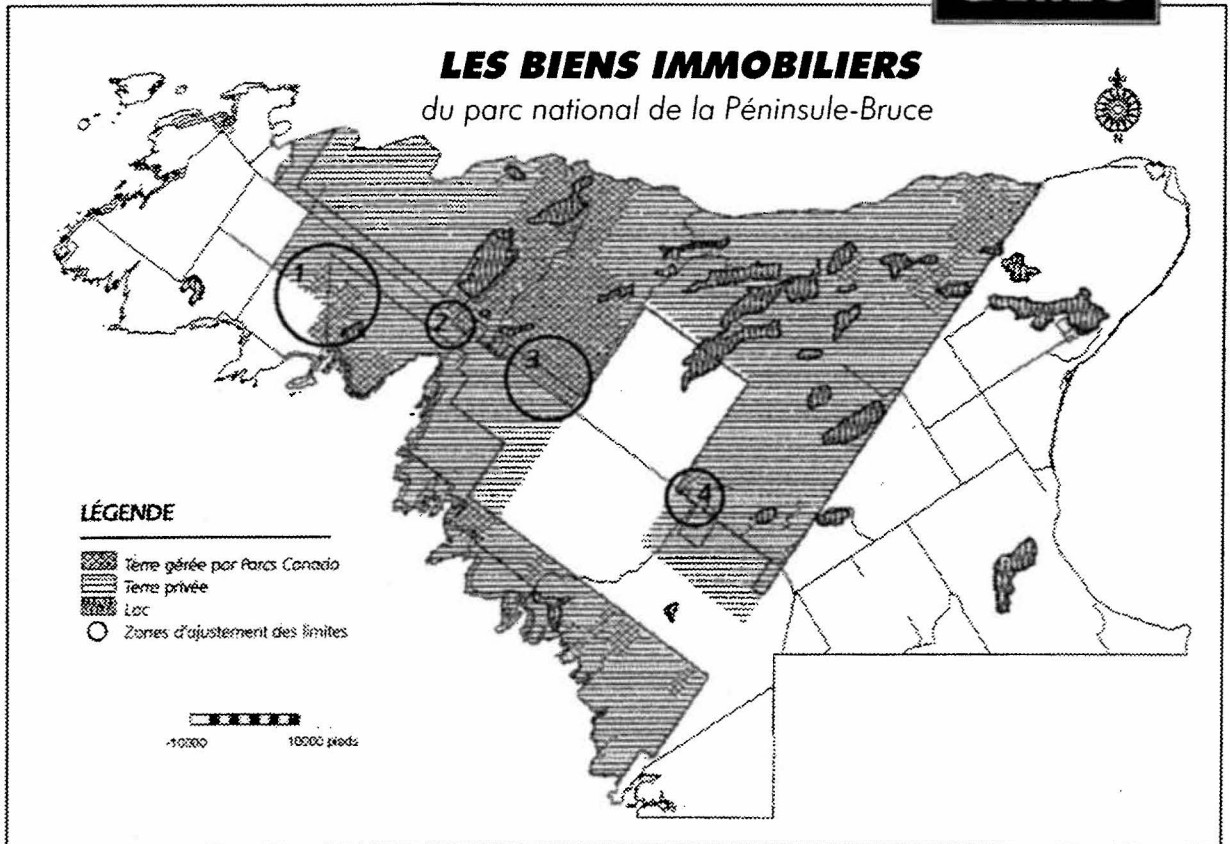 LES BIENS IMMOBILIERS
du parc national de la Péninsule-Bruce
N
1
2
3
4
LÉGENDE
Terre gérée par Parcs Canada
Terre privée
Lac
Zones d'ajustement des limites
-10000 10000 pieds